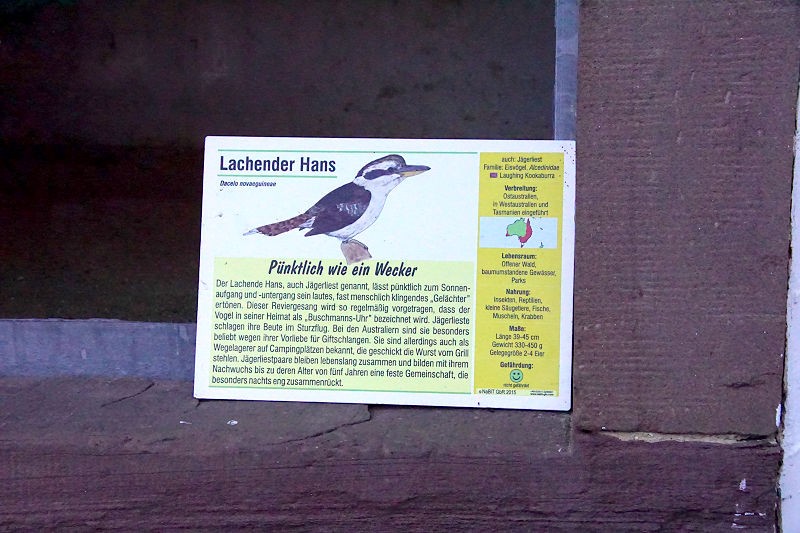 Lachender Hans
Dacelo novaeguineae
Pünktlich wie ein Wecker
Der Lachende Hans, auch Jägerliest genannt, lässt pünktlich zum Sonnen-
aufgang und -untergang sein lautes, fast menschlich klingendes „Gelächter“
ertönen. Dieser Reviergesang wird so regelmäßig vorgetragen, dass der
Vogel in seiner Heimat als „Buschmanns-Uhr“ bezeichnet wird. Jägerlieste
schlagen ihre Beute im Sturzflug. Bei den Australiern sind sie besonders
beliebt wegen ihrer Vorliebe für Giftschlangen. Sie sind allerdings auch als
Wegelagerer auf Campingplätzen bekannt, die geschickt die Wurst vom Grill
stehlen. Jägerliestpaare bleiben lebenslang zusammen und bilden mit ihrem
Nachwuchs bis zu deren Alter von fünf Jahren eine feste Gemeinschaft, die
besonders nachts eng zusammenrückt.
auch: Jägerliest
Familie: Eisvögel, Alcedinidae
Laughing Kookaburra
Verbreitung:
Ostaustralien,
in Westaustralien und
Tasmanien eingeführt
Lebensraum:
Offener Wald,
baumumstandene Gewässer,
Parks
Nahrung:
Insekten, Reptilien,
kleine Säugetiere, Fische,
Muscheln, Krabben
Maße:
Länge 39-45 cm
Gewicht 330-450 g
Gelegegröße 2-4 Eier
Gefährdung:
nicht gefährdet
© NaBiT GbR 2015